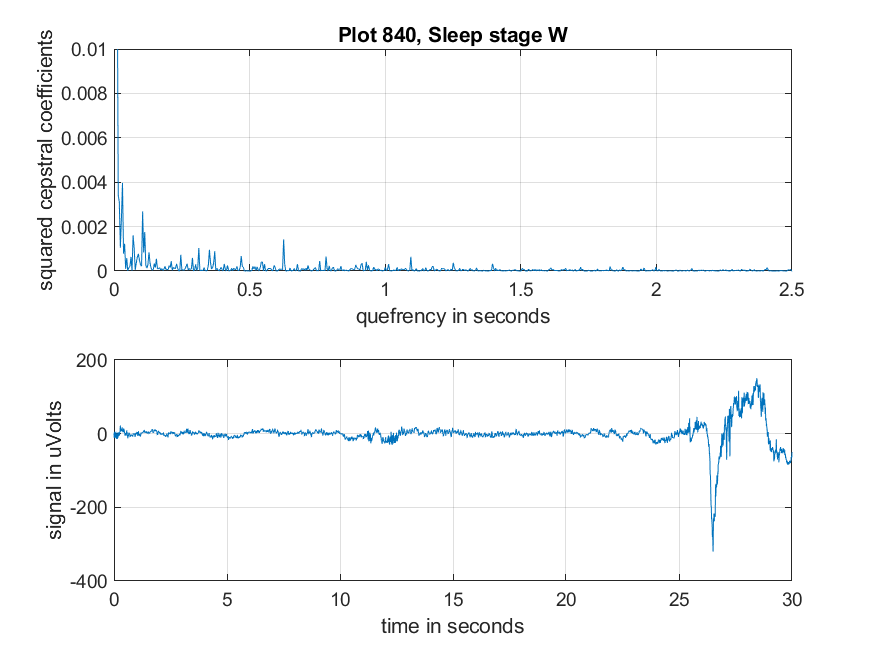 Plot 840, Sleep stage W
squared cepstral coefficients
0.01
0.008
0.006
0.004
0.002
0
0 0.5 1 1.5 2 2.5
quefrency in seconds
signal in uVolts
200
0
-200
-400
0 5 10 15 20 25 30
time in seconds